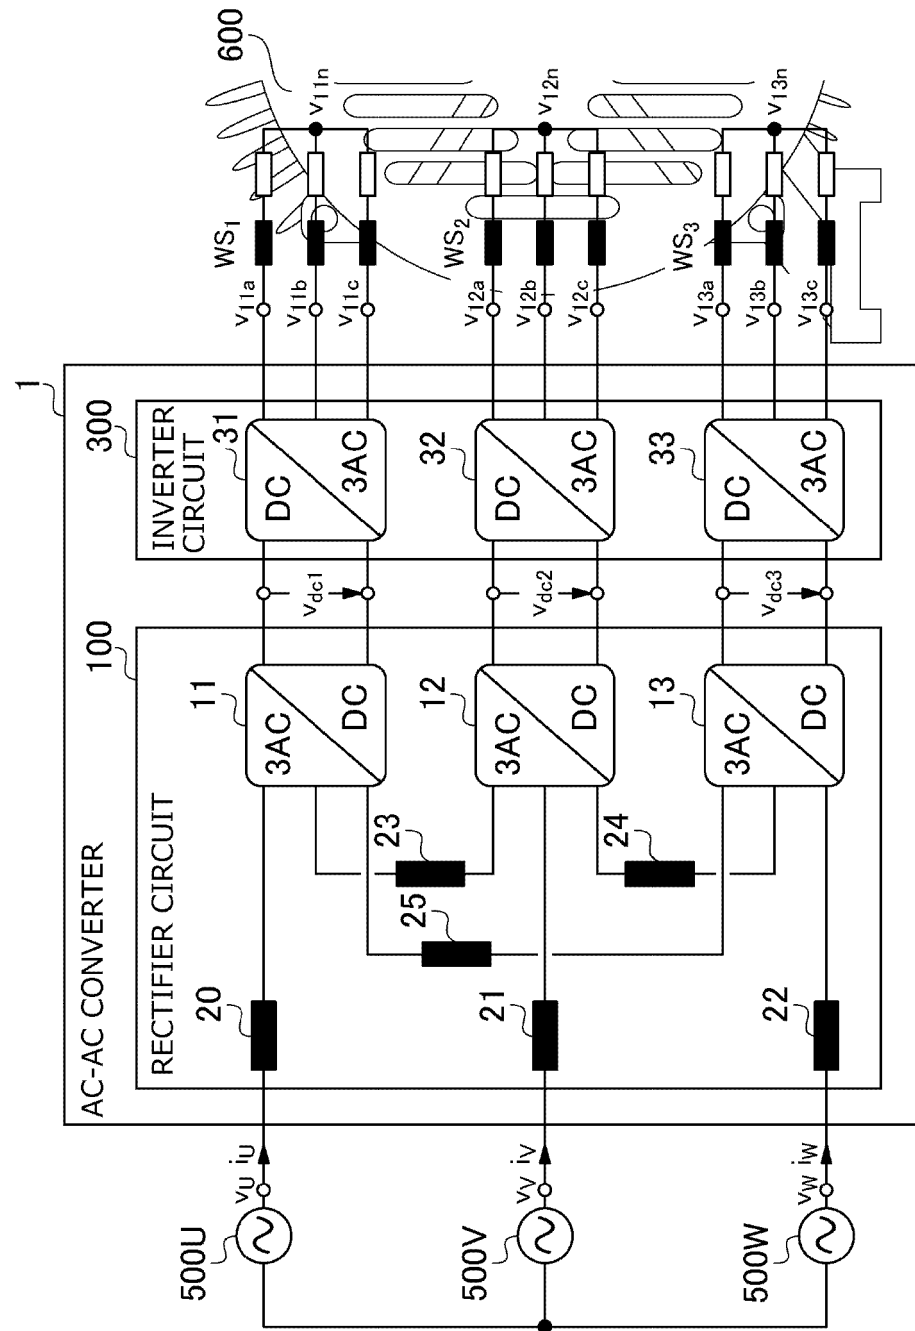 AC-AC CONVERTER
1
RECTIFIER CIRCUIT
100
INVERTER
CIRCUIT
300
500U
vU iU
20
11
3AC
DC
vdc1
31
DC
3AC
v11a
v11b
v11c
WS1
v11n
600
25
23
500V
vV iV
21
12
3AC
DC
vdc2
32
DC
3AC
v12a
v12b
v12c
WS2
v12n
24
500W
vW iW
22
13
3AC
DC
vdc3
33
DC
3AC
v13a
v13b
v13c
WS3
v13n